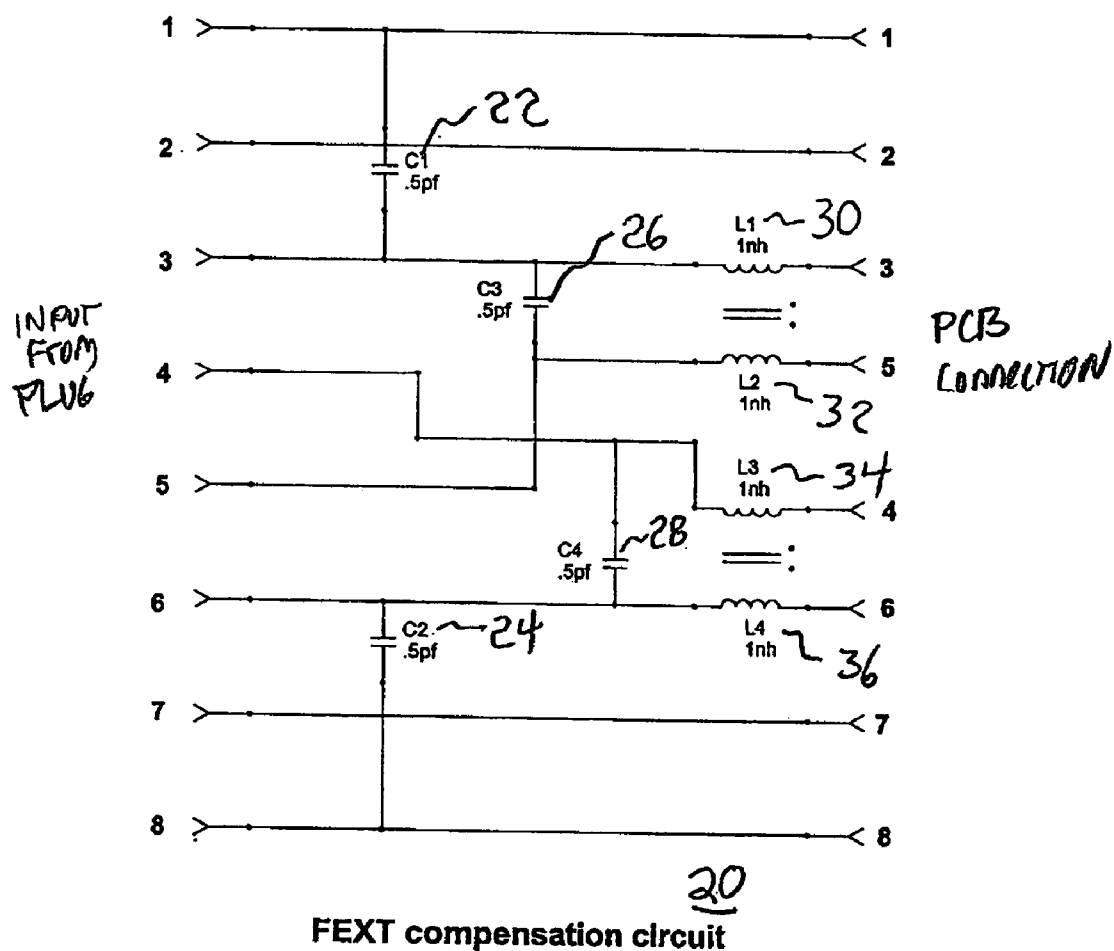 1
1
22
2
C1
.5pf
2
30
L1
1nh
26
3
C3
.5pf
3
INPUT
FROM
PLUG
4
5
L2
1nh
32
PCB
CONNECTION
5
L3
1nh
34
4
C4
.5pf
28
6
C2
.5pf
24
6
L4
1nh
36
7
7
8
8
20
FEXT compensation circuit